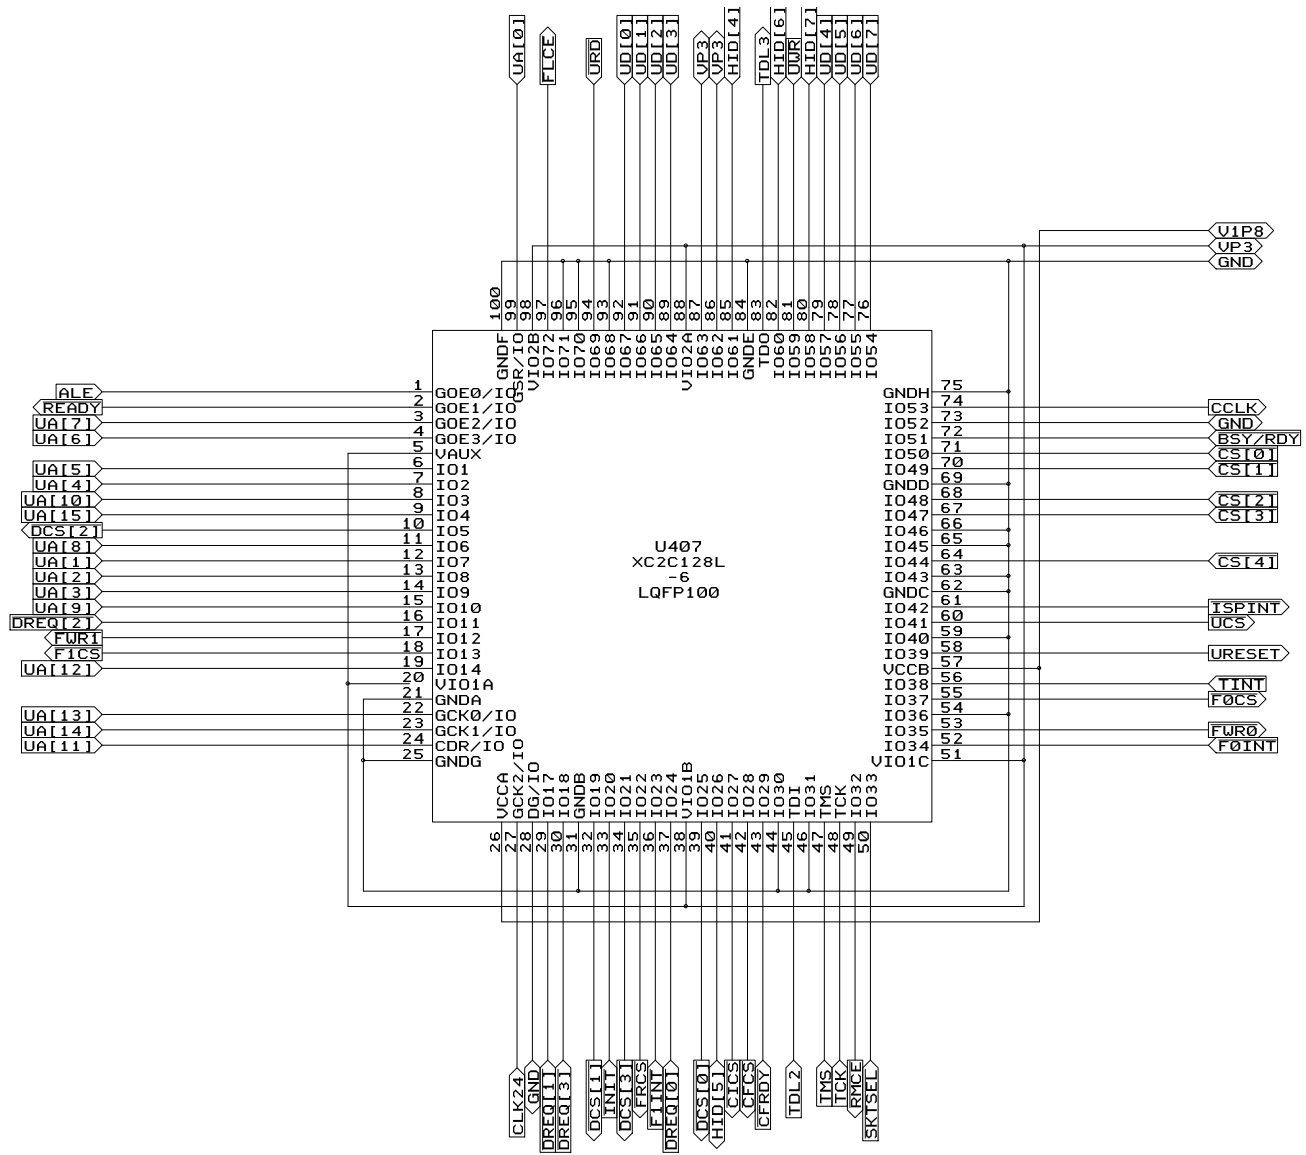 UA[0]
FLCE
URD
UD[0]
UD[1]
UD[2]
UD[3]
VP3
VP3
HID[4]
TDL3
HID[6]
UWR
HID[7]
UD[4]
UD[5]
UD[6]
UD[7]
V1P8
VP3
GND
100
99
98
97
96
95
94
93
92
91
90
89
88
87
86
85
84
83
82
81
80
79
78
77
76
GNDF
GSR/IO
VIO2B
IO72
IO71
IO70
IO69
IO68
IO67
IO66
IO65
IO64
VIO2A
IO63
IO62
IO61
GNDE
TDO
IO60
IO59
IO58
IO57
IO56
IO55
IO54
ALE 1 GOE0/IO
READY 2 GOE1/IO
UA[7] 3 GOE2/IO
UA[6] 4 GOE3/IO
5 VAUX
UA[5] 6 IO1
UA[4] 7 IO2
UA[10] 8 IO3
UA[15] 9 IO4
DCS[2] 10 IO5
UA[8] 11 IO6
UA[1] 12 IO7
UA[2] 13 IO8
UA[3] 14 IO9
UA[9] 15 IO10
DREQ[2] 16 IO11
FWR1 17 IO12
F1CS 18 IO13
UA[12] 19 IO14
20 VIO1A
21 GNDA
UA[13] 22 GCK0/IO
UA[14] 23 GCK1/IO
UA[11] 24 CDR/IO
25 GNDG
U407
XC2C128L
-6
LQFP100
GNDH 75
IO53 74 CCLK
IO52 73 GND
IO51 72 BSY/RDY
IO50 71 CS[0]
IO49 70 CS[1]
GNDD 69
IO48 68 CS[2]
IO47 67 CS[3]
IO46 66
IO45 65
IO44 64 CS[4]
IO43 63
GNDC 62
IO42 61 ISPINT
IO41 60 UCS
IO40 59
IO39 58 URESET
VCCB 57
IO38 56 TINT
IO37 55 F0CS
IO36 54
IO35 53 FWR0
IO34 52 F0INT
VIO1C 51
VCCA
GCK2/IO
DG/IO
IO17
IO18
GNDB
IO19
IO20
IO21
IO22
IO23
IO24
VIO1B
IO25
IO26
IO27
IO28
IO29
IO30
TDI
IO31
TMS
TCK
IO32
IO33
26
27
28
29
30
31
32
33
34
35
36
37
38
39
40
41
42
43
44
45
46
47
48
49
50
CLK24
GND
DREQ[1]
DREQ[3]
DCS[1]
INIT
DCS[3]
FRCS
F1INT
DREQ[0]
DCS[0]
HID[5]
CICS
CFCS
CFRDY
TDL2
TMS
TCK
RMCE
SKTSEL